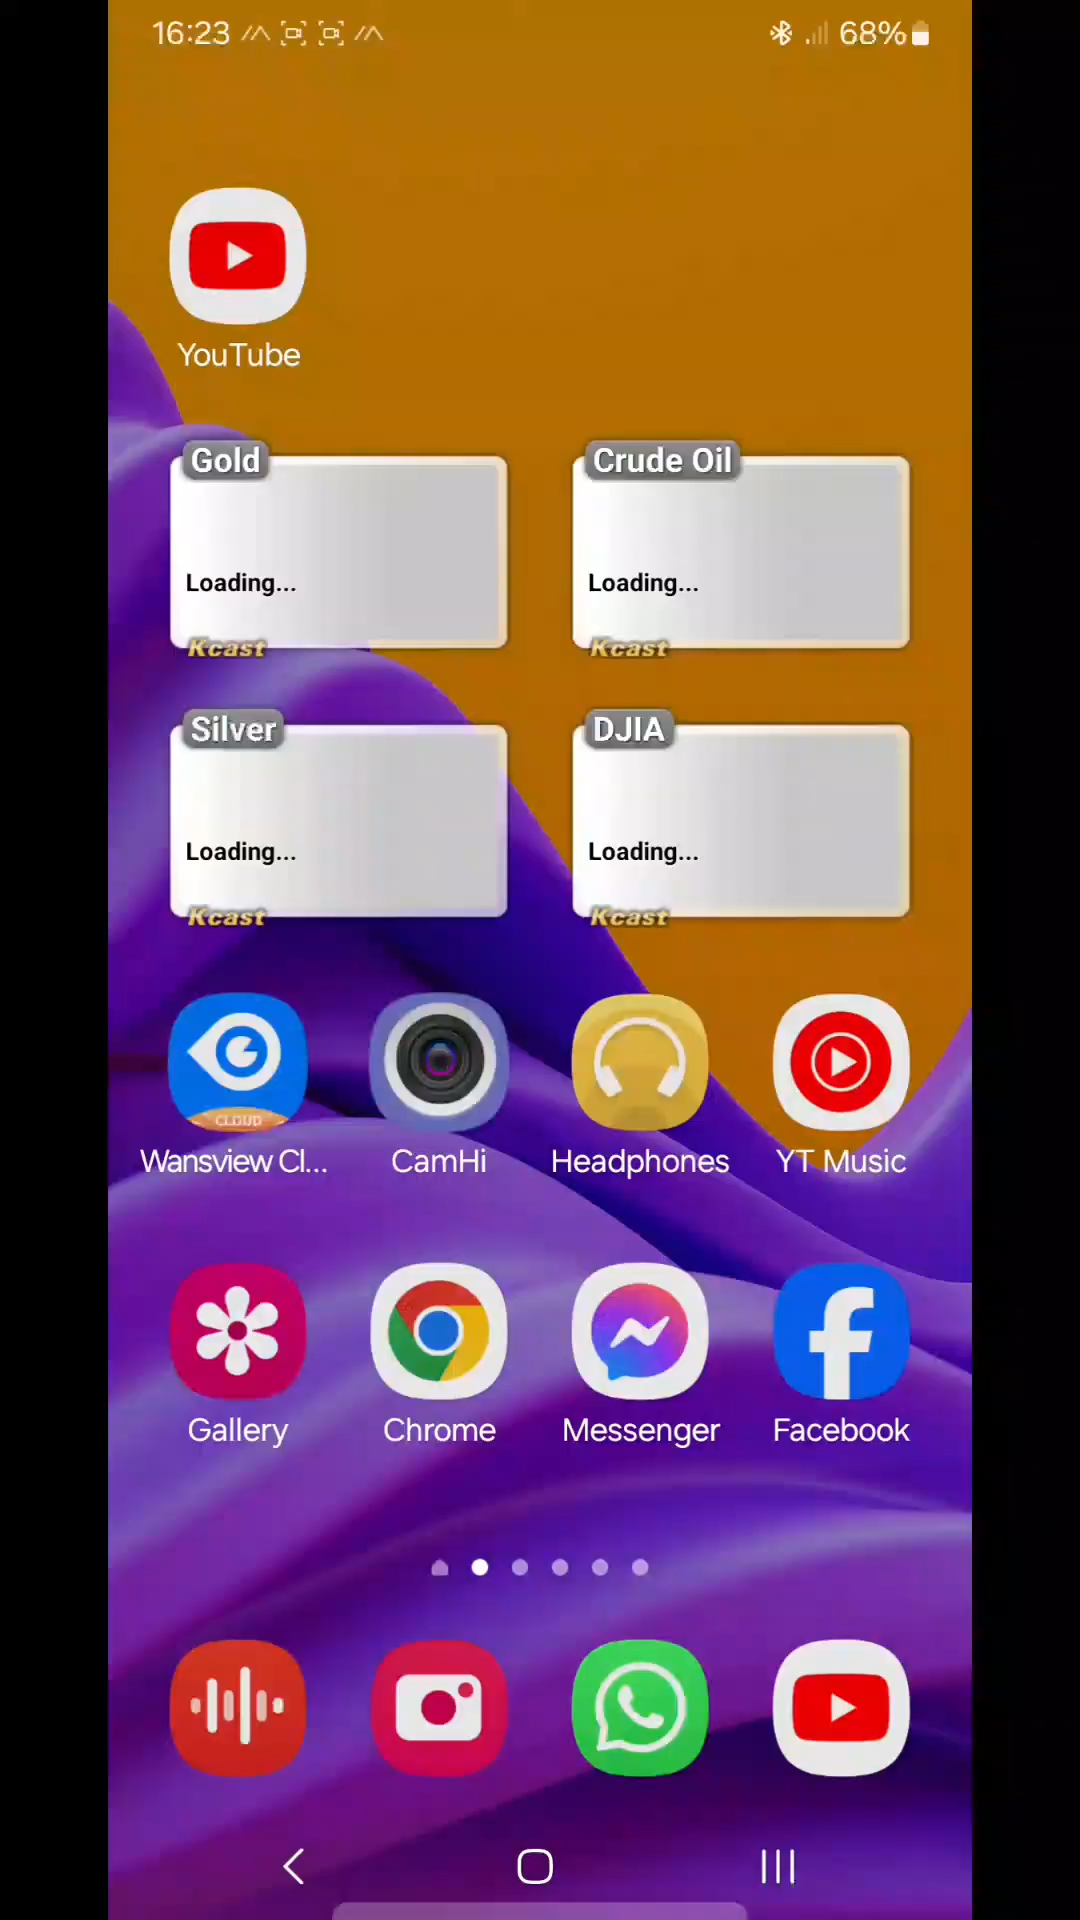 16:23
68%
YouTube
Gold
Crude Oil
Loading...
Loading...
Kcast
Kcast
Silver
DJIA
Loading...
Loading...
Kcast
Kcast
CLOUD
Wansview Cl...
CamHi
Headphones
YT Music
Gallery
Chrome
Messenger
Facebook